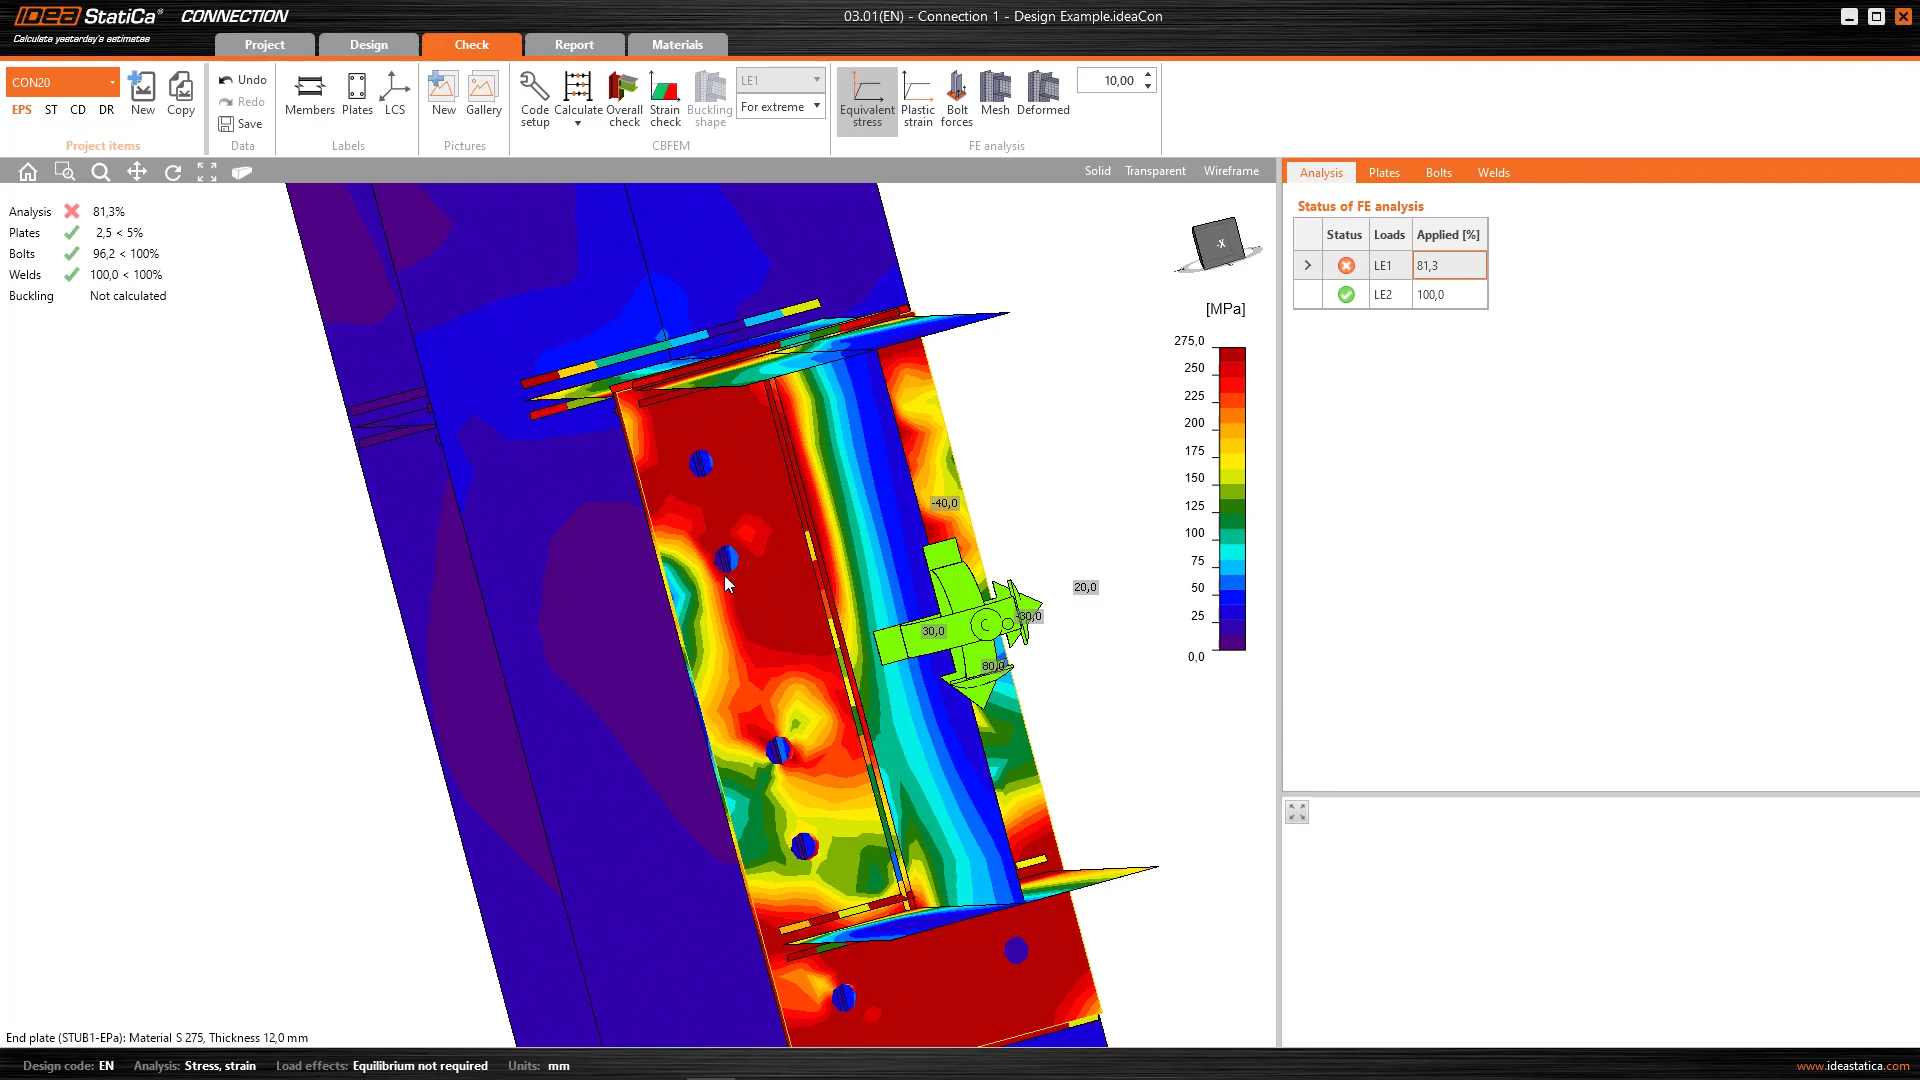 IDEA StatiCa® CONNECTION
Calculate yesterday's estimates
03.01(EN) - Connection 1 - Design Example.ideaCon
Project Design Check Report Materials
CON20
EPS ST CD DR
New Copy
Project items
Undo
Redo
Save
Data
Members Plates LCS
Labels
New Gallery
Pictures
Code setup
Calculate
Overall check
Strain check
Buckling shape
LE1
For extreme
CBFEM
Equivalent stress
Plastic strain
Bolt forces
Mesh
Deformed
10,00
FE analysis
Solid Transparent Wireframe
Analysis 81,3%
Plates 2,5 < 5%
Bolts 96,2 < 100%
Welds 100,0 < 100%
Buckling Not calculated
-X
[MPa]
275,0
250
225
200
175
150
125
100
75
50
25
0,0
-40,0
20,0
-30,0
30,0
80,0
End plate (STUB1-EPa): Material S 275, Thickness 12,0 mm
Analysis Plates Bolts Welds
Status of FE analysis
Status Loads Applied [%]
LE1 81,3
LE2 100,0
Design code: EN Analysis: Stress, strain Load effects: Equilibrium not required Units: mm
www.ideastatica.com